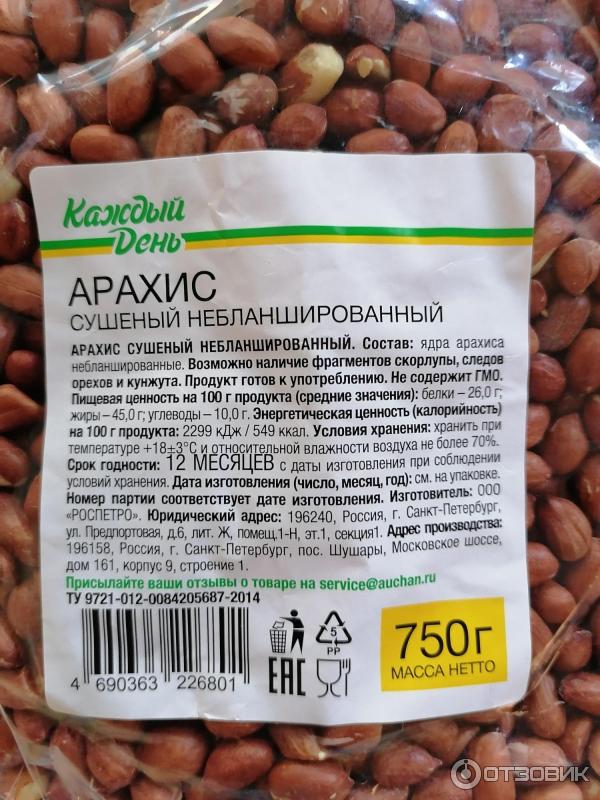 Каждый
День
АРАХИС
СУШЕНЫЙ НЕБЛАНШИРОВАННЫЙ
АРАХИС СУШЕНЫЙ НЕБЛАНШИРОВАННЫЙ. Состав: ядра арахиса
небланшированные. Возможно наличие фрагментов скорлупы, следов
орехов и кунжута. Продукт готов к употреблению. Не содержит ГМО.
Пищевая ценность на 100 г продукта (средние значения): белки – 26,0 г;
жиры – 45,0 г; углеводы – 10,0 г. Энергетическая ценность (калорийность)
на 100 г продукта: 2299 кДж / 549 ккал. Условия хранения: хранить при
температуре +18±3°С и относительной влажности воздуха не более 70%.
Срок годности: 12 МЕСЯЦЕВ с даты изготовления при соблюдении
условий хранения. Дата изготовления (число, месяц, год): см. на упаковке.
Номер партии соответствует дате изготовления. Изготовитель: ООО
«РОСПЕТРО». Юридический адрес: 196240, Россия, г. Санкт-Петербург,
ул. Предпортовая, д.6, лит. Ж, помещ.1-Н, эт.1, секция1. Адрес производства:
196158, Россия, г. Санкт-Петербург, пос. Шушары, Московское шоссе,
дом 161, корпус 9, строение 1.
Присылайте ваши отзывы о товаре на service@auchan.ru
ТУ 9721-012-0084205687-2014
5
PP
750г
МАССА НЕТТО
EAC
4 690363 226801
ОТЗОВИК